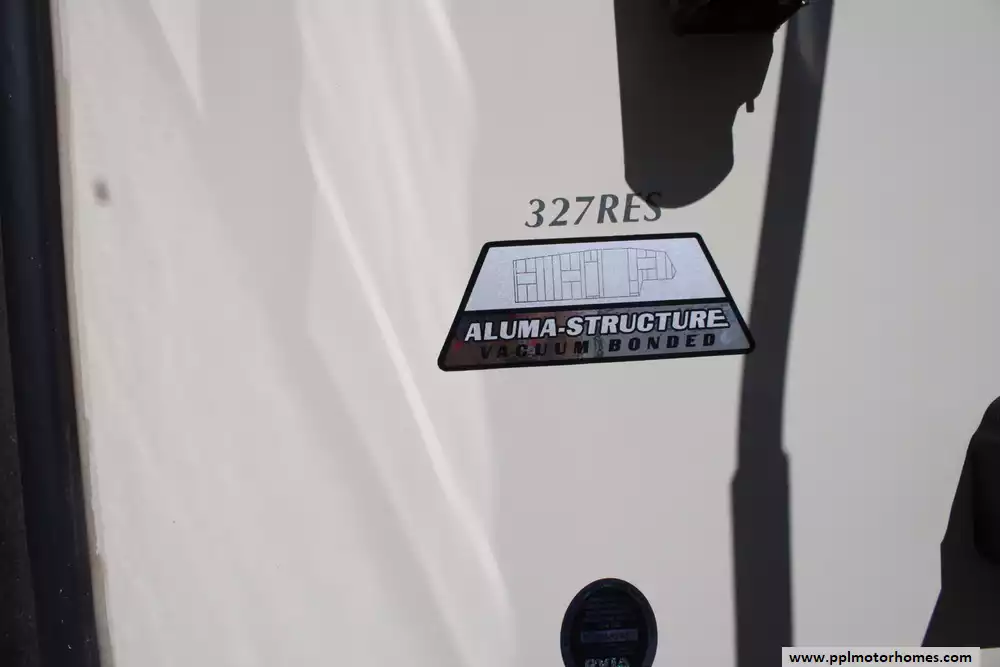 327RES
ALUMA-STRUCTURE
VACUUM BONDED
www.pplmotorhomes.com